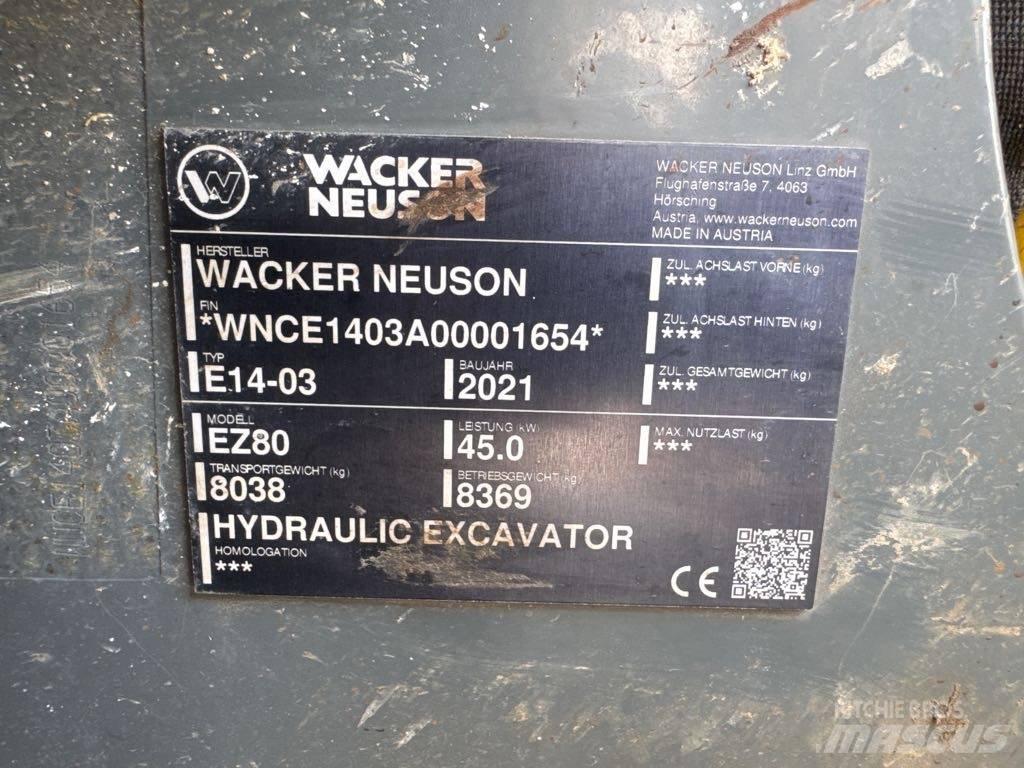 WACKER
NEUSON
WACKER NEUSON Linz GmbH
Flughafenstraße 7, 4063
Hörsching
Austria, www.wackerneuson.com
MADE IN AUSTRIA
HERSTELLER
WACKER NEUSON
ZUL. ACHSLAST VORNE (kg)
***
FIN
*WNCE1403A00001654*
ZUL. ACHSLAST HINTEN (kg)
***
TYP
E14-03
BAUJAHR
2021
ZUL. GESAMTGEWICHT (kg)
***
MODELL
EZ80
LEISTUNG (kW)
45.0
MAX. NUTZLAST (kg)
***
TRANSPORTGEWICHT (kg)
8038
BETRIEBSGEWICHT (kg)
8369
HYDRAULIC EXCAVATOR
HOMOLOGATION
***
CE
RITCHIE BROS
MASCUS